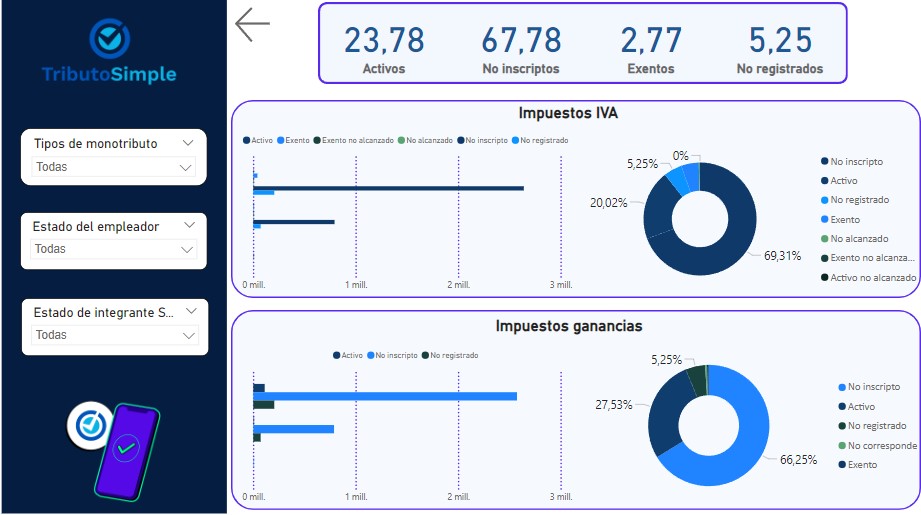 TributoSimple
Tipos de monotributo
Todas
Estado del empleador
Todas
Estado de integrante S...
Todas
23,78
Activos
67,78
No inscriptos
2,77
Exentos
5,25
No registrados
Impuestos IVA
Activo Exento Exento no alcanzado No alcanzado No inscripto No registrado
0 mill. 1 mill. 2 mill. 3 mill.
0%
5,25%
20,02%
69,31%
No inscripto
Activo
No registrado
Exento
No alcanzado
Exento no alcanza...
Activo no alcanzado
Impuestos ganancias
Activo No inscripto No registrado
0 mill. 1 mill. 2 mill. 3 mill.
5,25%
27,53%
66,25%
No inscripto
Activo
No registrado
No corresponde
Exento